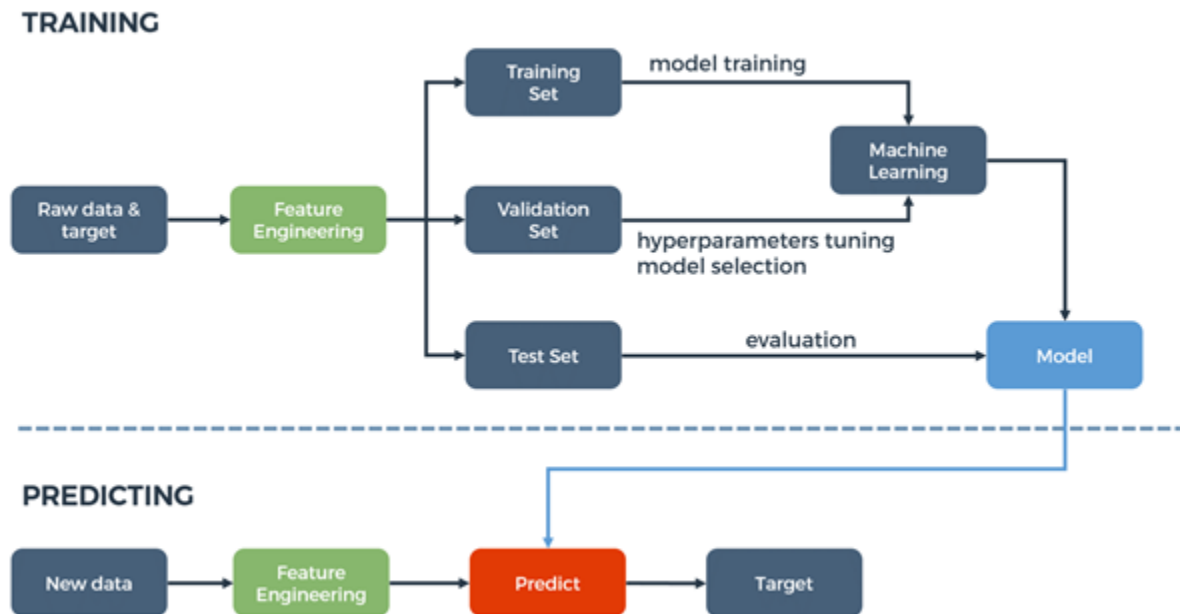 TRAINING
Training
Set
model training
Machine
Learning
Raw data &
target
Feature
Engineering
Validation
Set
hyperparameters tuning
model selection
Test Set
evaluation
Model
PREDICTING
New data
Feature
Engineering
Predict
Target